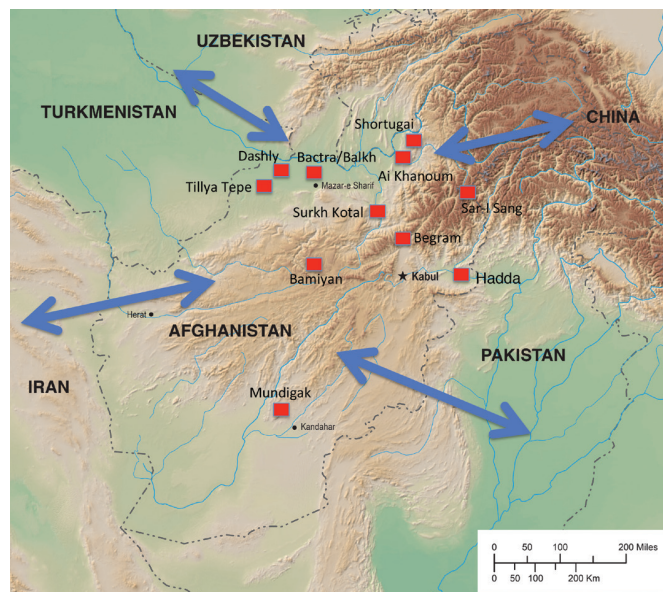 UZBEKISTAN
TURKMENISTAN
CHINA
Shortugai
Dashly
Bactra/Balkh
Ai Khanoum
Tillya Tepe
Mazar-e Sharif
Sar-I Sang
Surkh Kotal
Begram
Bamiyan
Kabul
Hadda
Herat
AFGHANISTAN
PAKISTAN
IRAN
Mundigak
Kandahar
0 50 100 200 Miles
0 50 100 200 Km